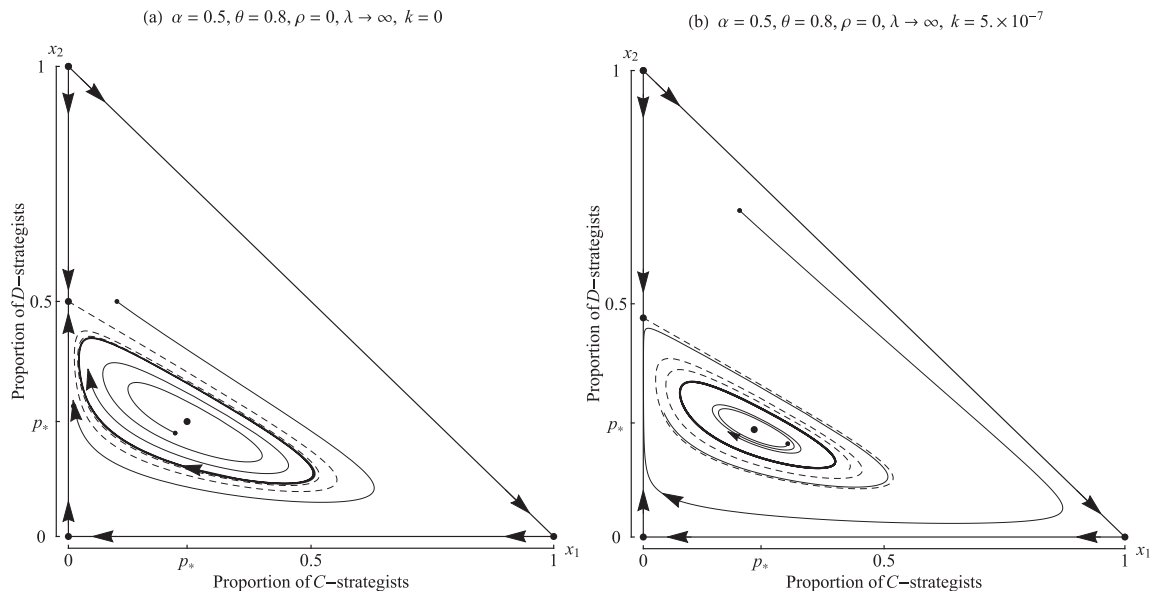 (a) α = 0.5, θ = 0.8, ρ = 0, λ → ∞, k = 0
x₂
1
0.5
p*
0
Proportion of D−strategists
0
p*
0.5
1
x₁
Proportion of C−strategists
(b) α = 0.5, θ = 0.8, ρ = 0, λ → ∞, k = 5.×10⁻⁷
x₂
1
0.5
p*
0
Proportion of D−strategists
0
p*
0.5
1
x₁
Proportion of C−strategists